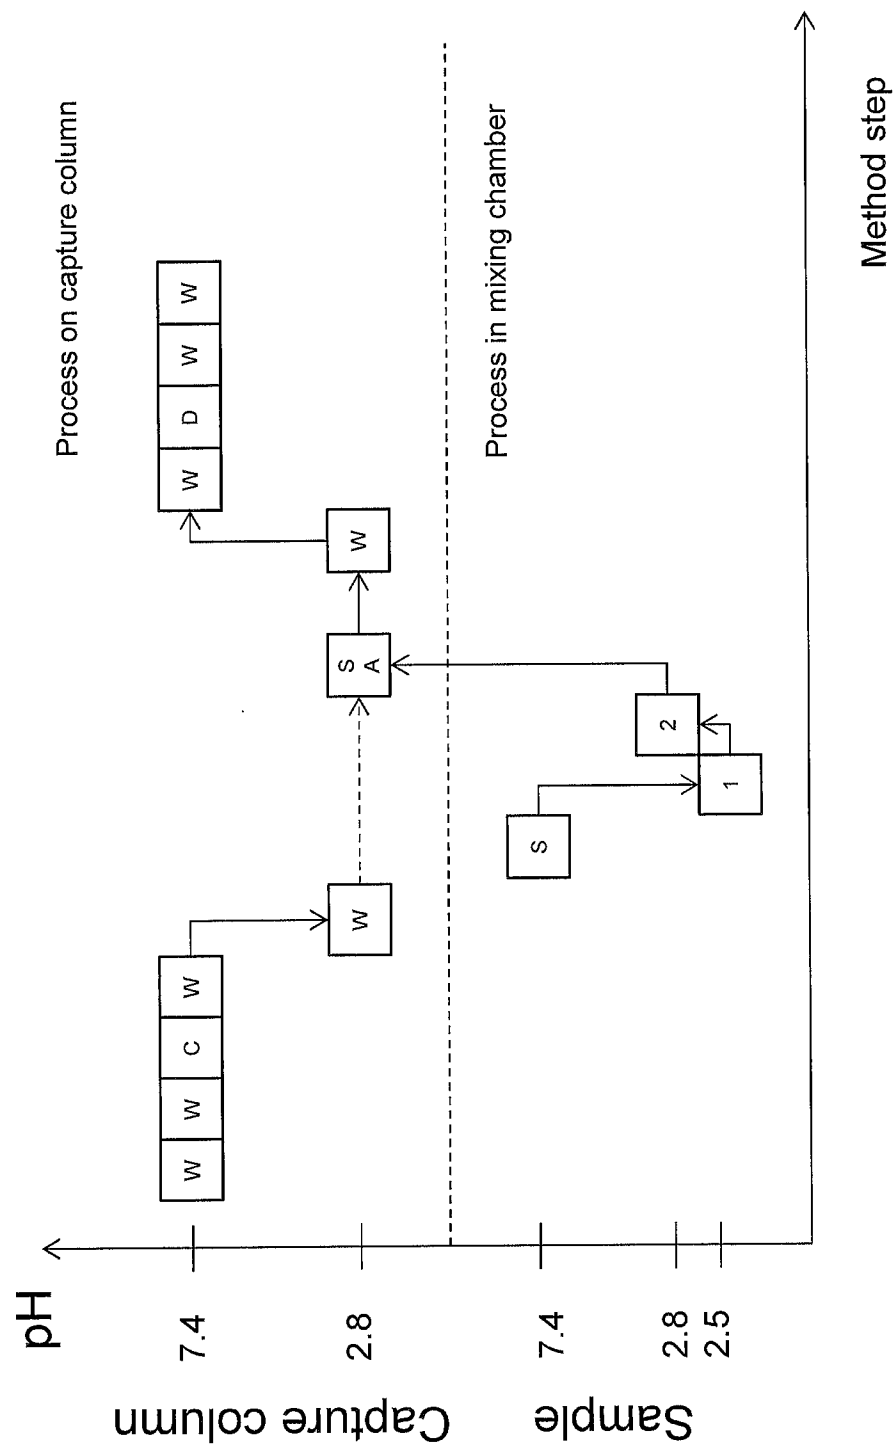 pH
Process on capture column
Capture column
7.4
W W C W
W D W W
2.8
W
S
A
W
Process in mixing chamber
Sample
7.4
S
2.8
2
2.5
1
Method step